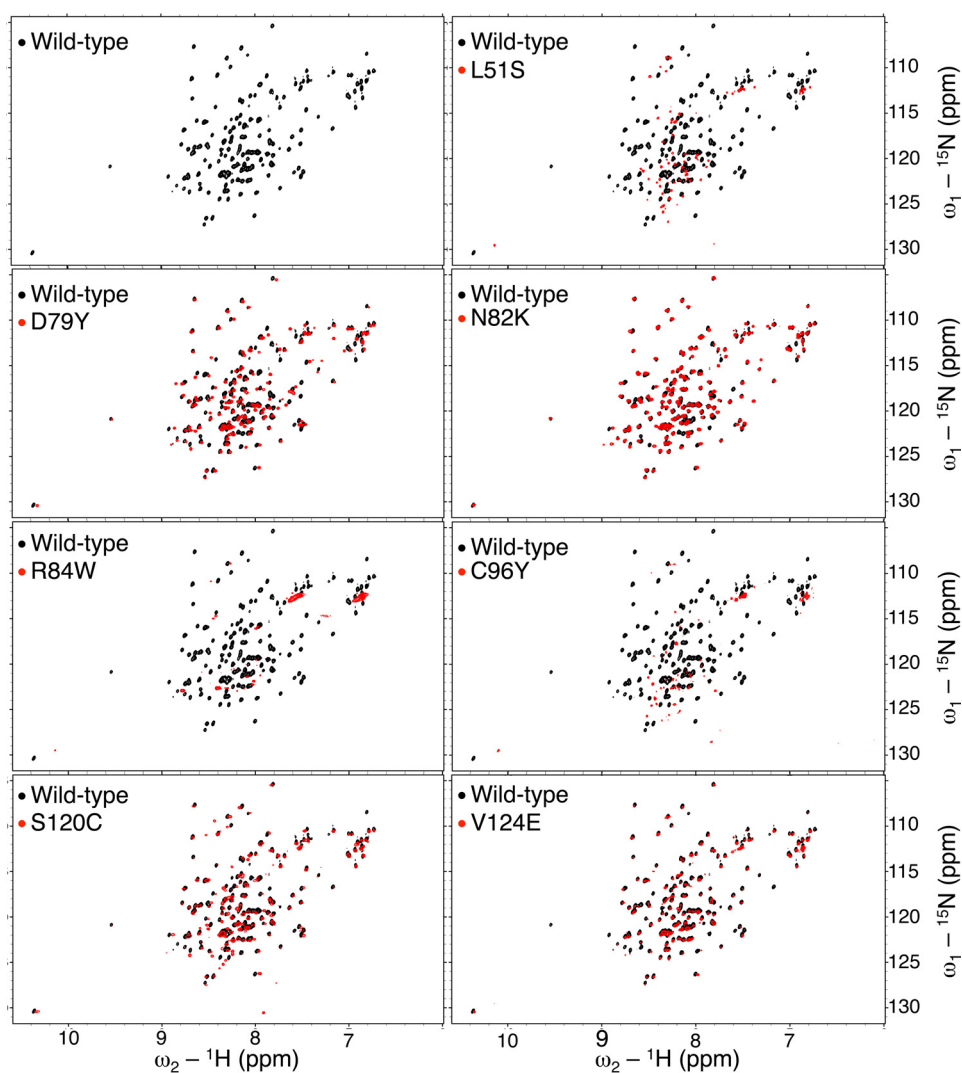 • Wild-type
• Wild-type
• L51S
110
115
120
125
130
ω₁ – ¹⁵N (ppm)
• Wild-type
• D79Y
• Wild-type
• N82K
110
115
120
125
130
ω₁ – ¹⁵N (ppm)
• Wild-type
• R84W
• Wild-type
• C96Y
110
115
120
125
130
ω₁ – ¹⁵N (ppm)
• Wild-type
• S120C
• Wild-type
• V124E
110
115
120
125
130
ω₁ – ¹⁵N (ppm)
10 9 8 7
10 9 8 7
ω₂ – ¹H (ppm)
ω₂ – ¹H (ppm)